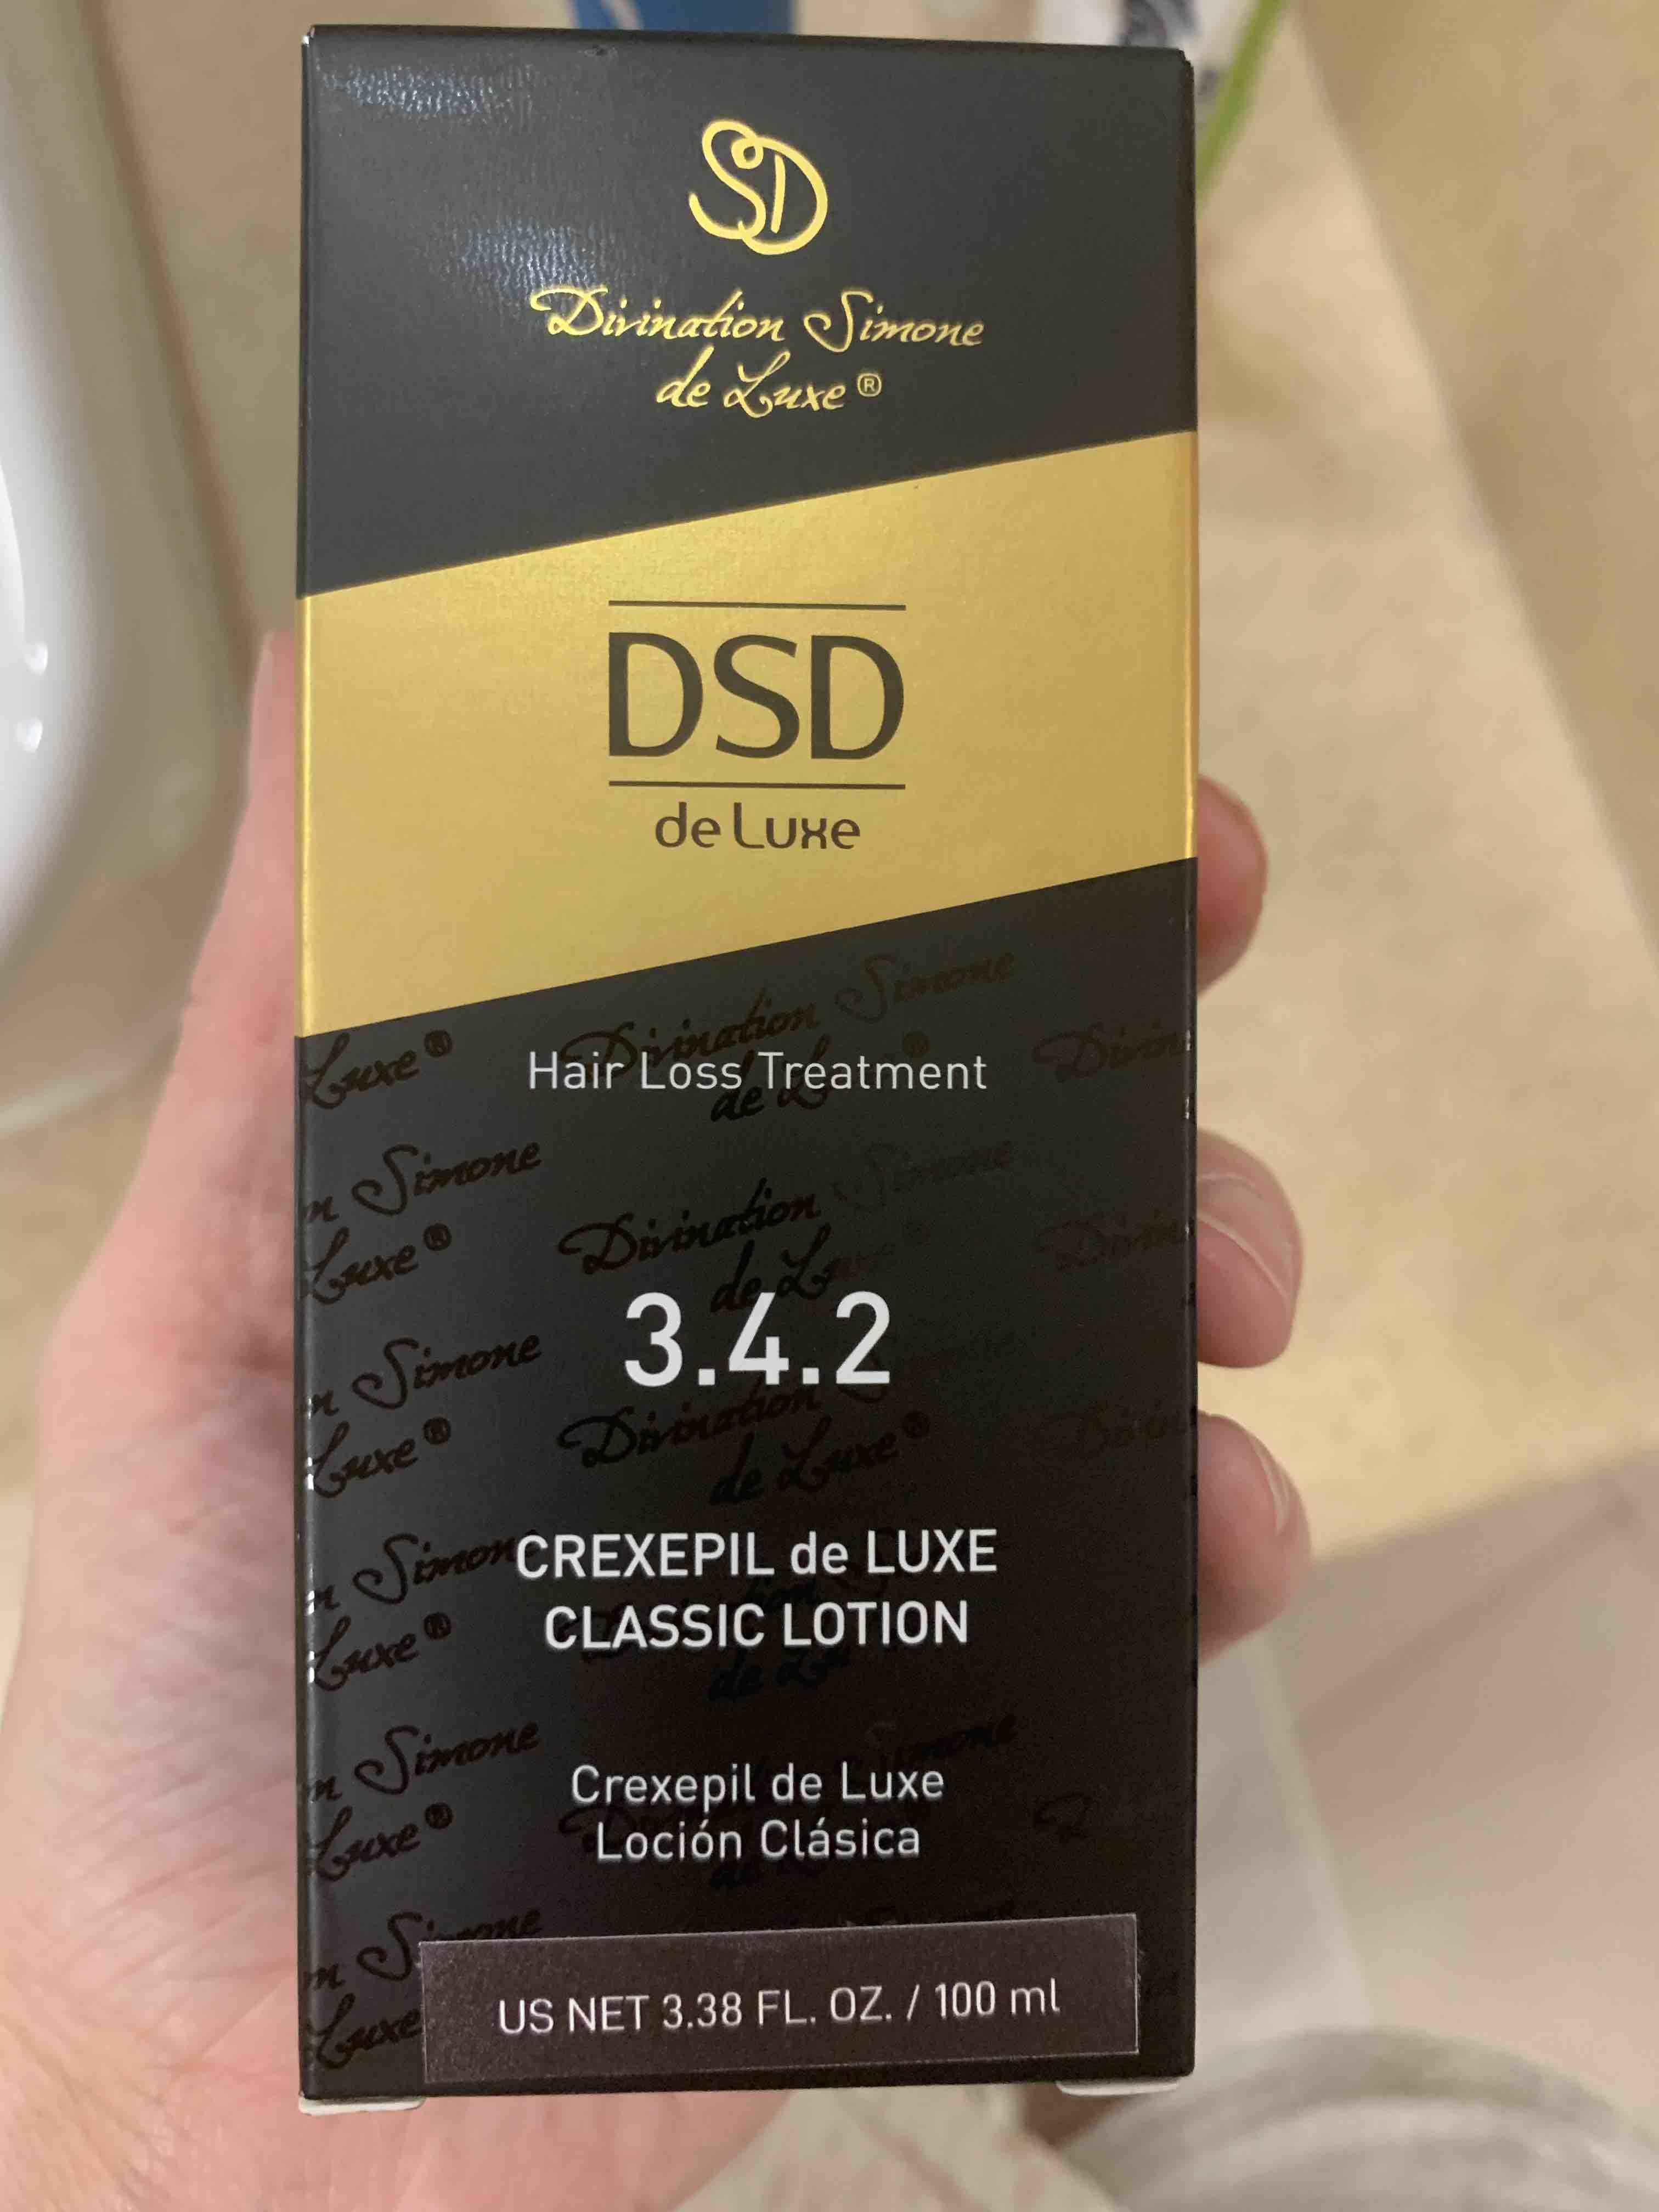 SD
Divination Simone
de Luxe ®
DSD
de Luxe
Hair Loss Treatment
3.4.2
CREXEPIL de LUXE
CLASSIC LOTION
Crexepil de Luxe
Loción Clásica
US NET 3.38 FL. OZ. / 100 ml